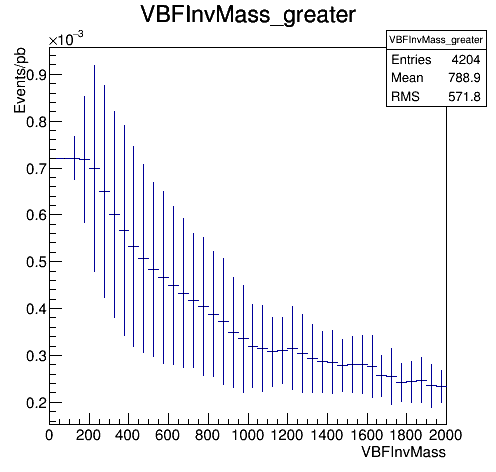 VBFInvMass_greater
×10⁻³
VBFInvMass_greater
Entries 4204
Mean 788.9
RMS 571.8
Events/pb
0.9
0.8
0.7
0.6
0.5
0.4
0.3
0.2
0 200 400 600 800 1000 1200 1400 1600 1800 2000
VBFInvMass